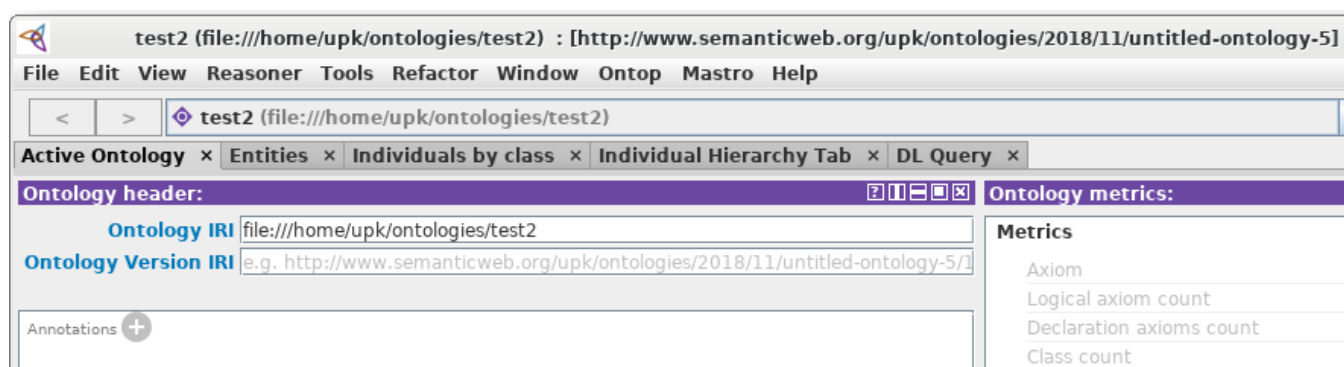 test2 (file:///home/upk/ontologies/test2) : [http://www.semanticweb.org/upk/ontologies/2018/11/untitled-ontology-5]
File Edit View Reasoner Tools Refactor Window Ontop Mastro Help
< > test2 (file:///home/upk/ontologies/test2)
Active Ontology × Entities × Individuals by class × Individual Hierarchy Tab × DL Query ×
Ontology header: Ontology metrics:
Ontology IRI file:///home/upk/ontologies/test2
Metrics
Ontology Version IRI e.g. http://www.semanticweb.org/upk/ontologies/2018/11/untitled-ontology-5/1
Axiom
Logical axiom count
Annotations
Declaration axioms count
Class count